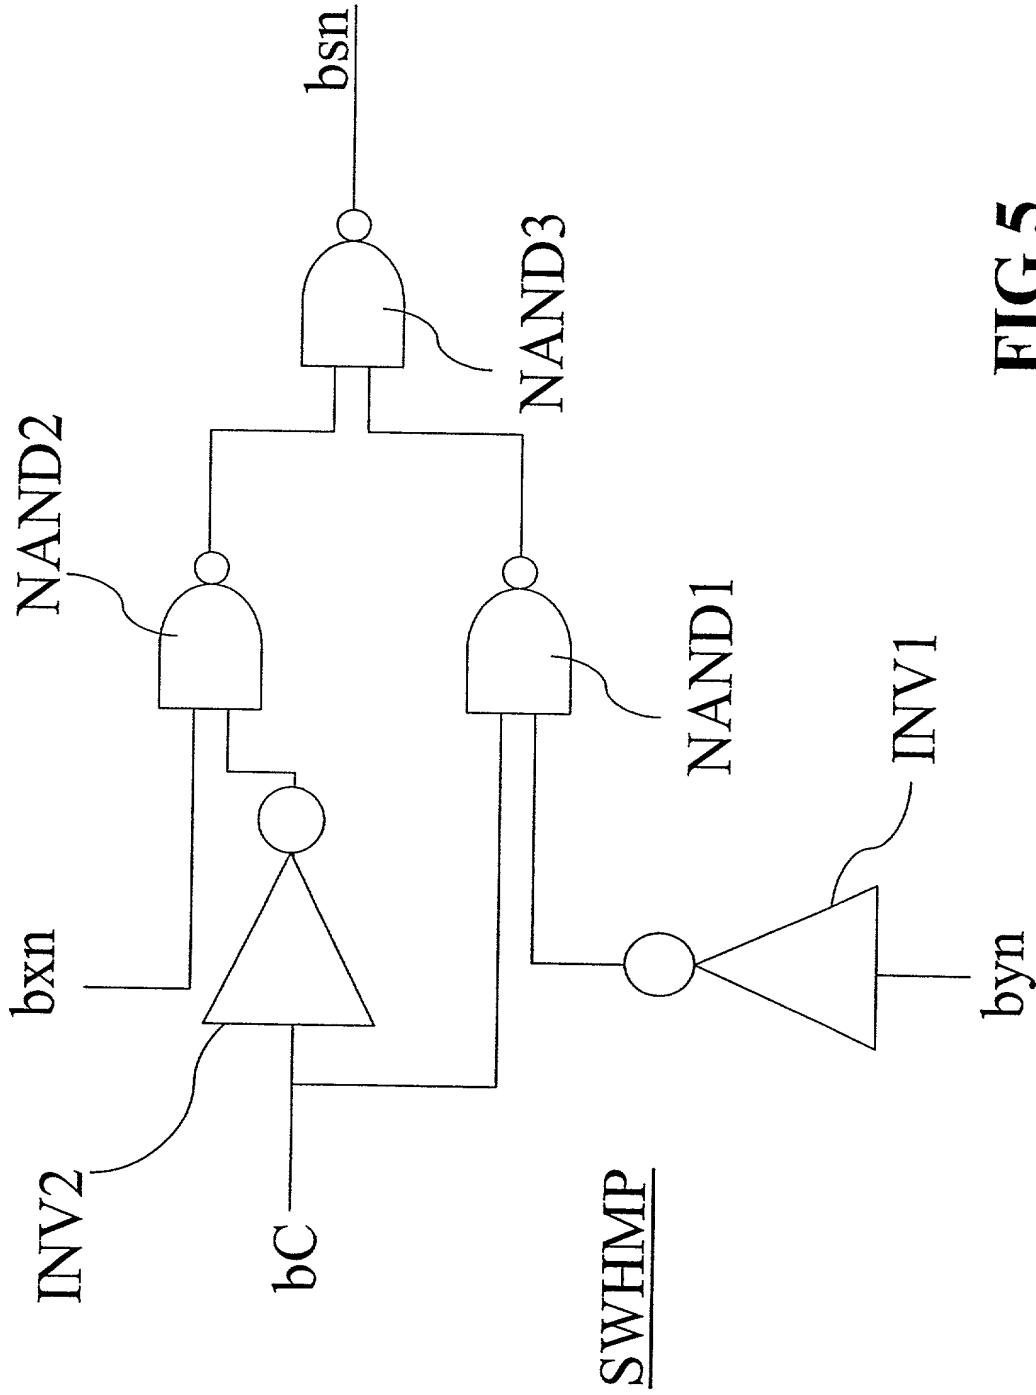 bxn
NAND2
INV2
bC
bsn
NAND3
NAND1
INV1
byn
SWHMP
FIG 5